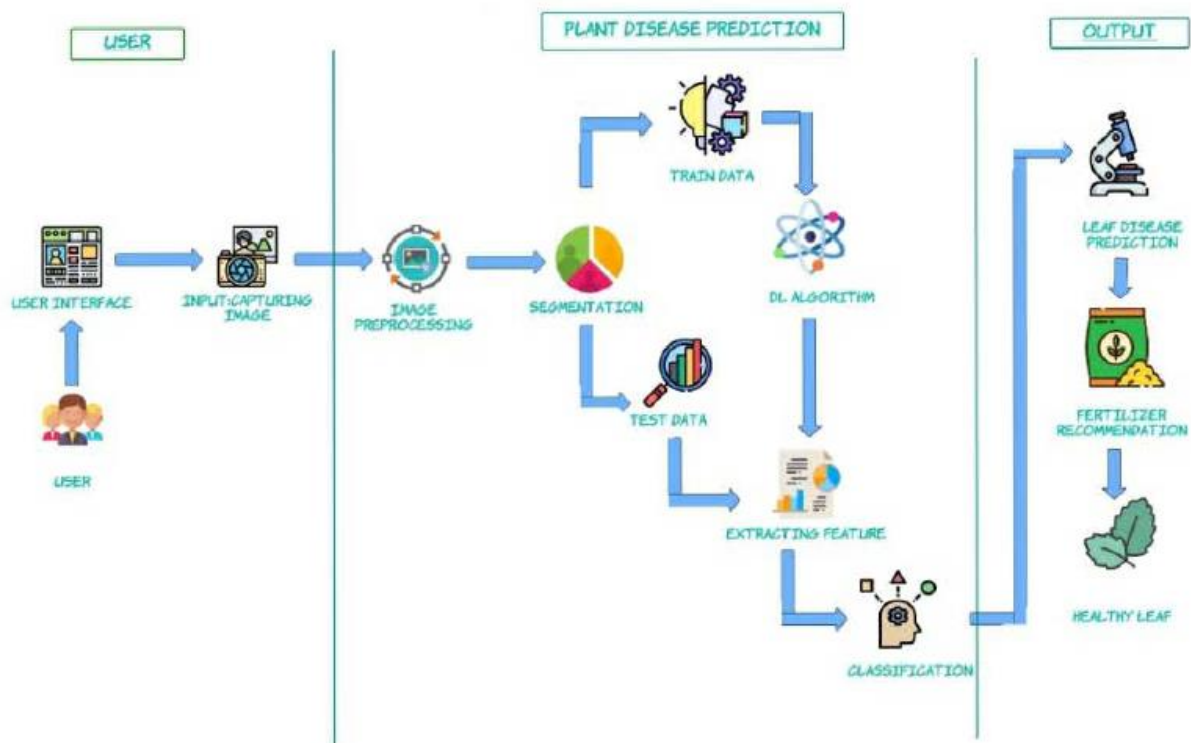 USER
PLANT DISEASE PREDICTION
OUTPUT
TRAIN DATA
USER INTERFACE
INPUT:CAPTURING
IMAGE
IMAGE
PREPROCESSING
SEGMENTATION
DL ALGORITHM
LEAF DISEASE
PREDICTION
TEST DATA
FERTILIZER
RECOMMENDATION
USER
EXTRACTING FEATURE
HEALTHY LEAF
CLASSIFICATION